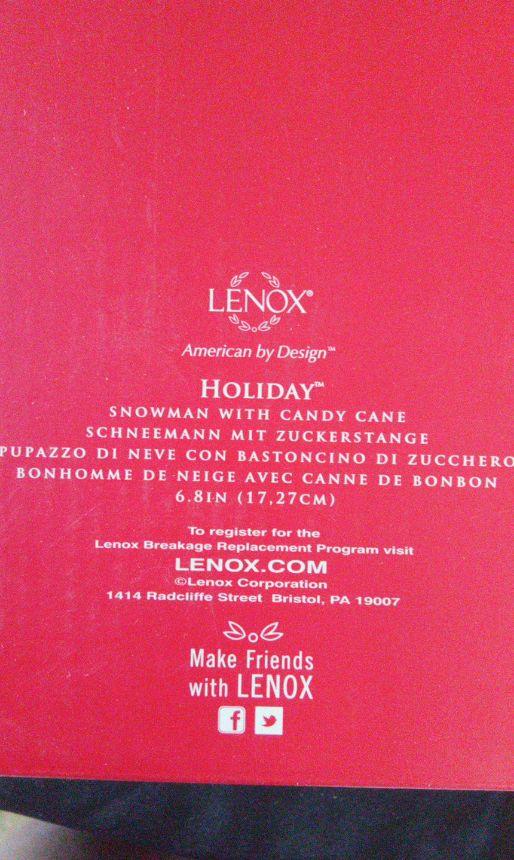 LENOX®
American by Design™
HOLIDAY™
SNOWMAN WITH CANDY CANE
SCHNEEMANN MIT ZUCKERSTANGE
PUPAZZO DI NEVE CON BASTONCINO DI ZUCCHERO
BONHOMME DE NEIGE AVEC CANNE DE BONBON
6.8IN (17,27CM)
To register for the
Lenox Breakage Replacement Program visit
LENOX.COM
©Lenox Corporation
1414 Radcliffe Street Bristol, PA 19007
Make Friends
with LENOX
f